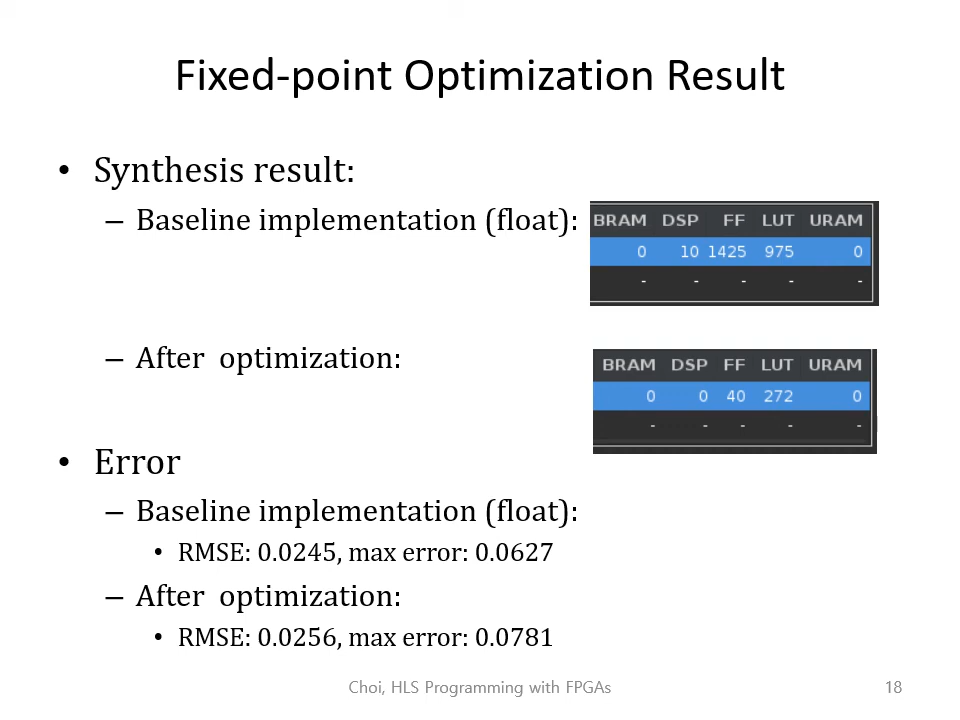 Fixed-point Optimization Result
• Synthesis result:
– Baseline implementation (float):
BRAM DSP FF LUT URAM
0 10 1425 975 0
- - - - -
– After optimization:
BRAM DSP FF LUT URAM
0 0 40 272 0
- - - - -
• Error
– Baseline implementation (float):
• RMSE: 0.0245, max error: 0.0627
– After optimization:
• RMSE: 0.0256, max error: 0.0781
Choi, HLS Programming with FPGAs
18